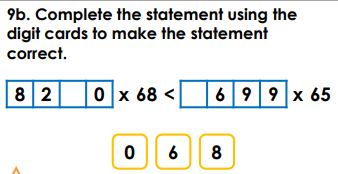 9b. Complete the statement using the
digit cards to make the statement
correct.
8 2 0 x 68 < 6 9 9 x 65
0 6 8